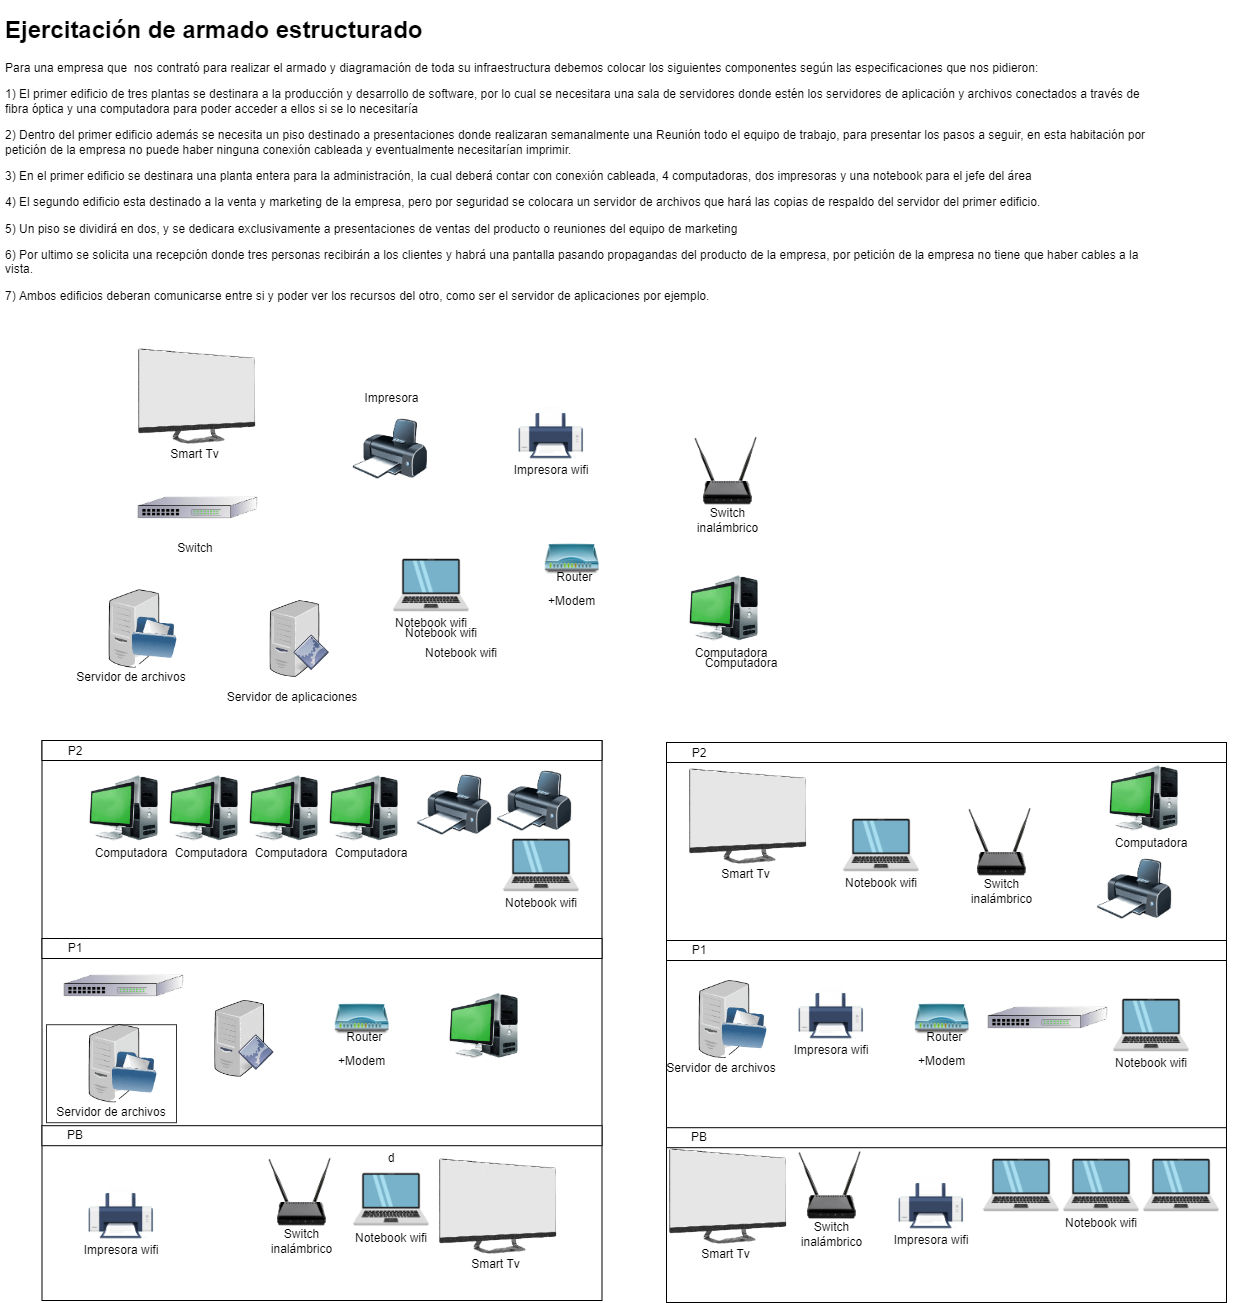 Ejercitación de armado estructurado
Para una empresa que  nos contrató para realizar el armado y diagramación de toda su infraestructura debemos colocar los siguientes componentes según las especificaciones que nos pidieron:
1) El primer edificio de tres plantas se destinara a la producción y desarrollo de software, por lo cual se necesitara una sala de servidores donde estén los servidores de aplicación y archivos conectados a través de
fibra óptica y una computadora para poder acceder a ellos si se lo necesitaría
2) Dentro del primer edificio además se necesita un piso destinado a presentaciones donde realizaran semanalmente una Reunión todo el equipo de trabajo, para presentar los pasos a seguir, en esta habitación por
petición de la empresa no puede haber ninguna conexión cableada y eventualmente necesitarían imprimir.
3) En el primer edificio se destinara una planta entera para la administración, la cual deberá contar con conexión cableada, 4 computadoras, dos impresoras y una notebook para el jefe del área
4) El segundo edificio esta destinado a la venta y marketing de la empresa, pero por seguridad se colocara un servidor de archivos que hará las copias de respaldo del servidor del primer edificio.
5) Un piso se dividirá en dos, y se dedicara exclusivamente a presentaciones de ventas del producto o reuniones del equipo de marketing
6) Por ultimo se solicita una recepción donde tres personas recibirán a los clientes y habrá una pantalla pasando propagandas del producto de la empresa, por petición de la empresa no tiene que haber cables a la
vista.
7) Ambos edificios deberan comunicarse entre si y poder ver los recursos del otro, como ser el servidor de aplicaciones por ejemplo.
Impresora
Smart Tv
Impresora wifi
Switch
inalámbrico
Switch
Router
+Modem
Notebook wifi
Notebook wifi
Notebook wifi
Computadora
Computadora
Servidor de archivos
Servidor de aplicaciones
P2
Computadora Computadora Computadora Computadora
Notebook wifi
P1
Router
+Modem
Servidor de archivos
PB
d
Impresora wifi
Switch
inalámbrico
Notebook wifi
Smart Tv
P2
Computadora
Smart Tv
Notebook wifi
Switch
inalámbrico
P1
Servidor de archivos
Impresora wifi
Router
+Modem
Notebook wifi
PB
Smart Tv
Switch
inalámbrico
Impresora wifi
Notebook wifi